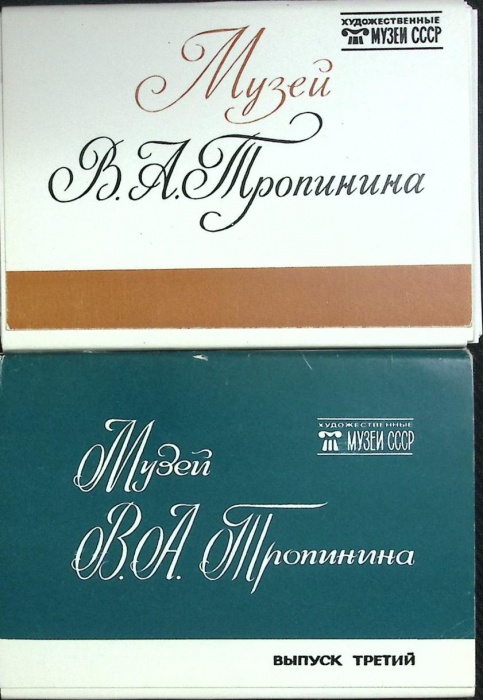 ХУДОЖЕСТВЕННЫЕ
МУЗЕИ СССР
Музей
В.А.Тропинина
ХУДОЖЕСТВЕННЫЕ
МУЗЕИ СССР
Музей
В.А.Тропинина
ВЫПУСК ТРЕТИЙ